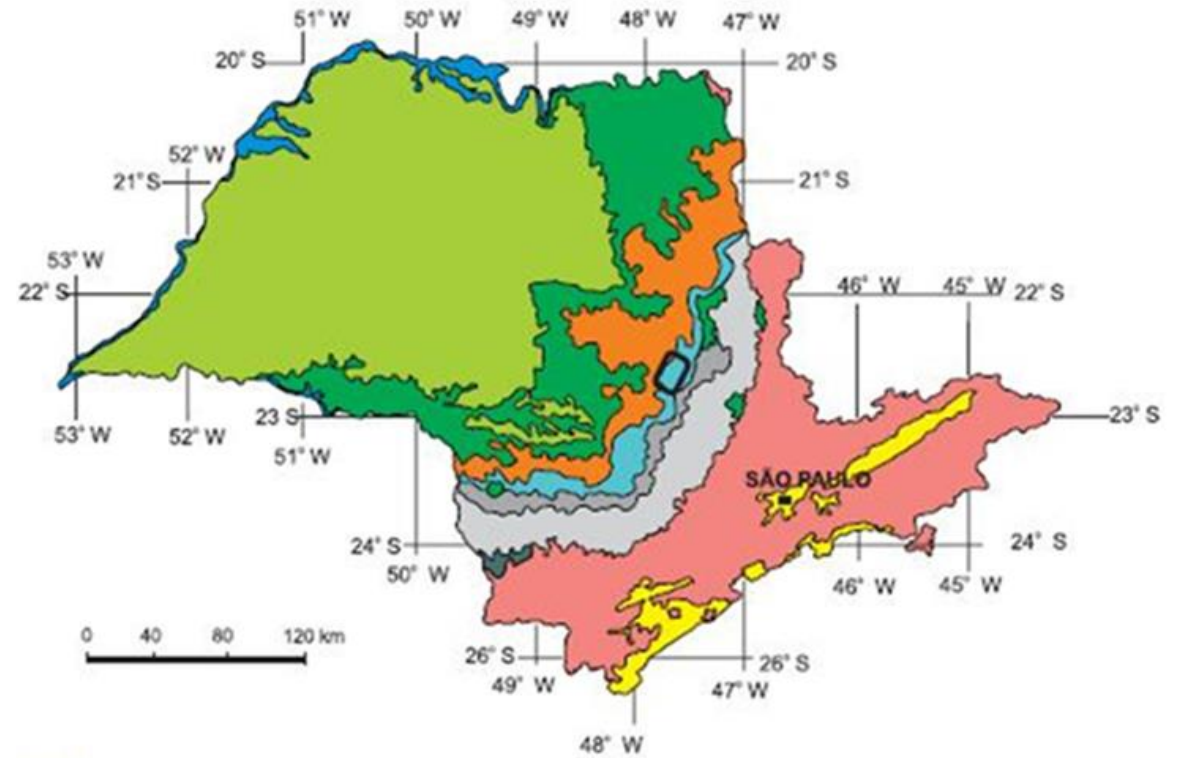 51° W 50° W 49° W 48° W 47° W
20° S 20° S
52° W
21° S 21° S
53° W
22° S 46° W 45° W 22° S
53° W 52° W 23 S 23° S
51° W
SÃO PAULO
24° S 24° S
50° W 46° W 45° W
0 40 80 120 km
26° S 26° S
49° W 47° W
48° W